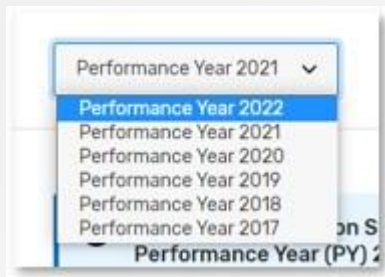 Performance Year 2021
Performance Year 2022
Performance Year 2021
Performance Year 2020
Performance Year 2019
Performance Year 2018
Performance Year 2017
on S
Performance Year (PY)